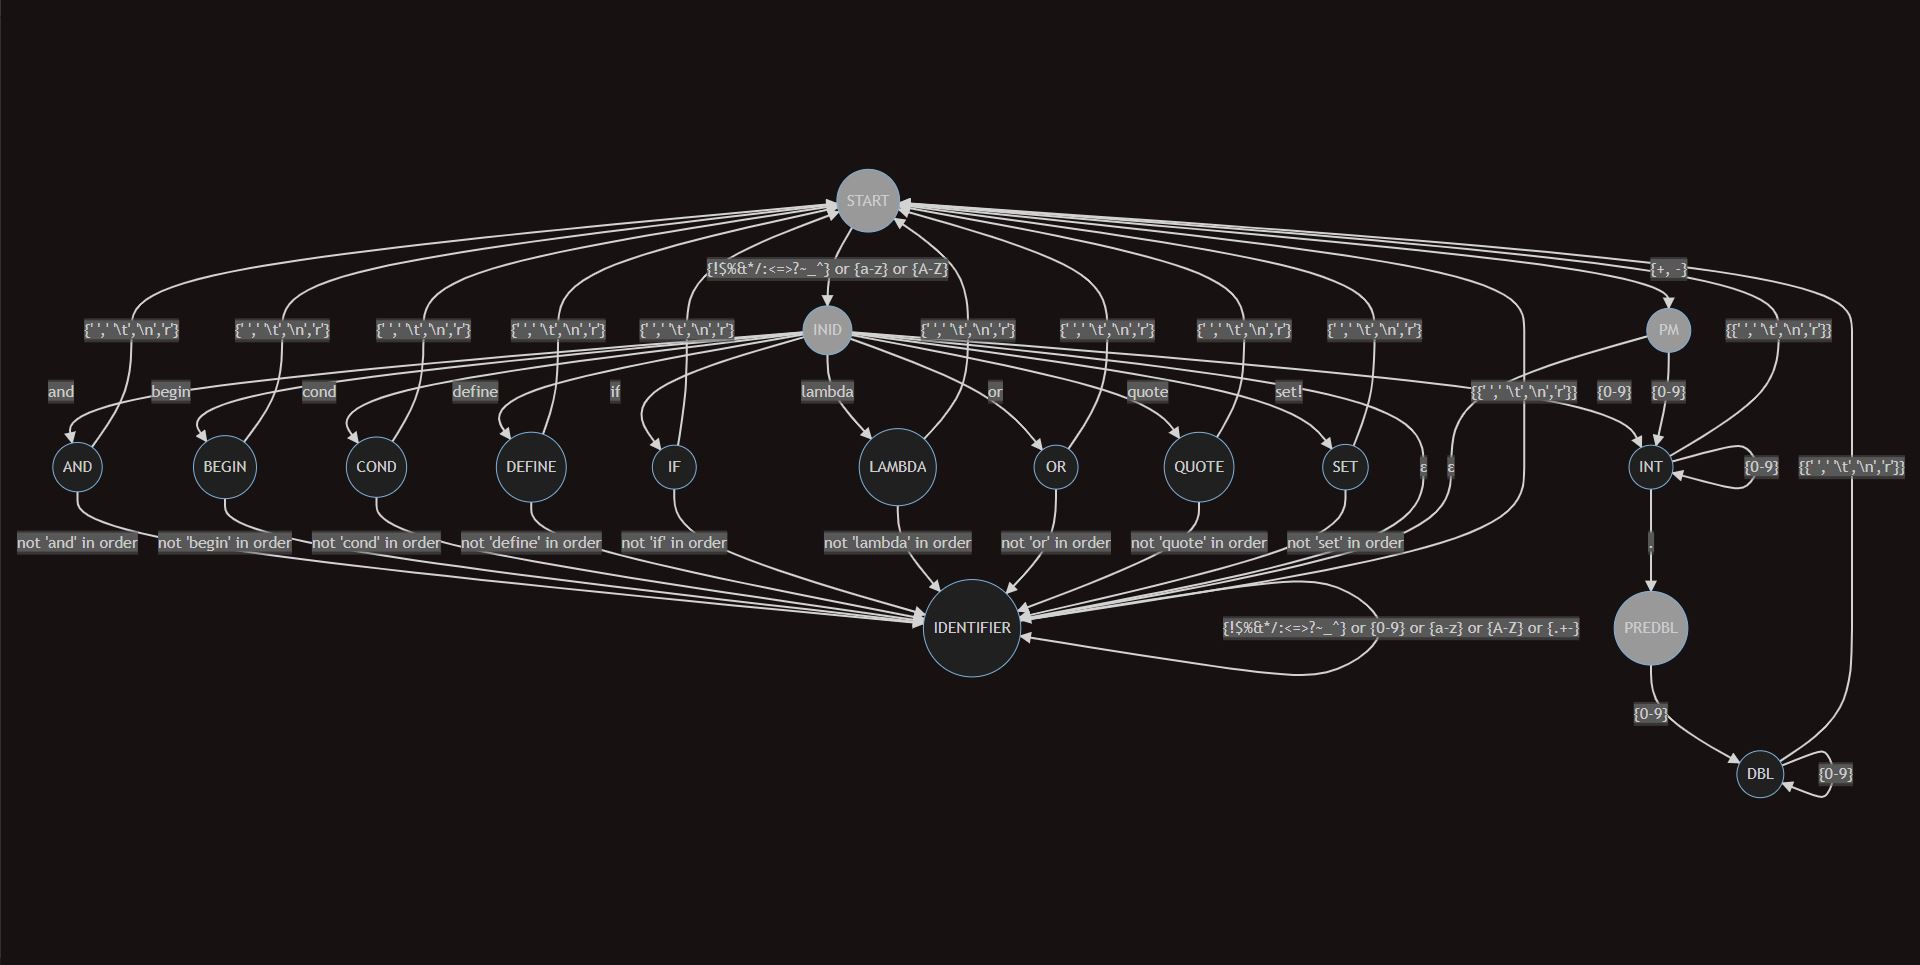 START
{!$%&*/:<=>?~_^} or {a-z} or {A-Z}
{+, -}
{' ',' '\t','\n','r'}
{' ',' '\t','\n','r'}
{' ',' '\t','\n','r'}
{' ',' '\t','\n','r'}
{' ',' '\t','\n','r'}
INID
{' ',' '\t','\n','r'}
{' ',' '\t','\n','r'}
{' ',' '\t','\n','r'}
{' ',' '\t','\n','r'}
PM
{{' ',' '\t','\n','r'}}
and
begin
cond
define
if
lambda
or
quote
set!
{{' ',' '\t','\n','r'}}
{0-9}
{0-9}
AND
BEGIN
COND
DEFINE
IF
LAMBDA
OR
QUOTE
SET
ε
ε
INT
{0-9}
{{' ',' '\t','\n','r'}}
not 'and' in order
not 'begin' in order
not 'cond' in order
not 'define' in order
not 'if' in order
not 'lambda' in order
not 'or' in order
not 'quote' in order
not 'set' in order
.
IDENTIFIER
{!$%&*/:<=>?~_^} or {0-9} or {a-z} or {A-Z} or {.+-}
PREDBL
{0-9}
DBL
{0-9}